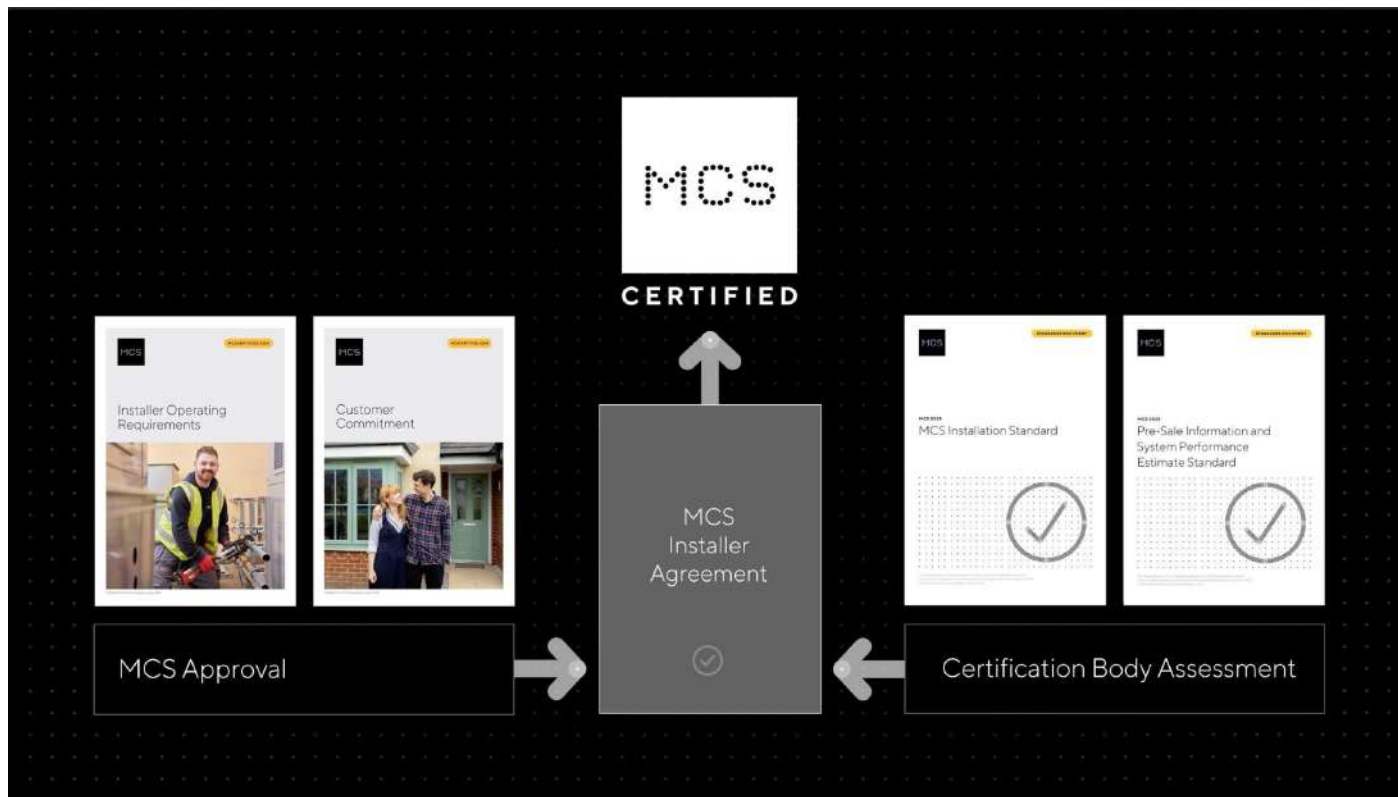 MCS
CERTIFIED
MCS
Installer Operating
Requirements
MCS
Customer
Commitment
MCS
Installer
Agreement
MCS
MCS Installation Standard
MCS
Pre-Sale Information and
System Performance
Estimate Standard
MCS Approval
Certification Body Assessment